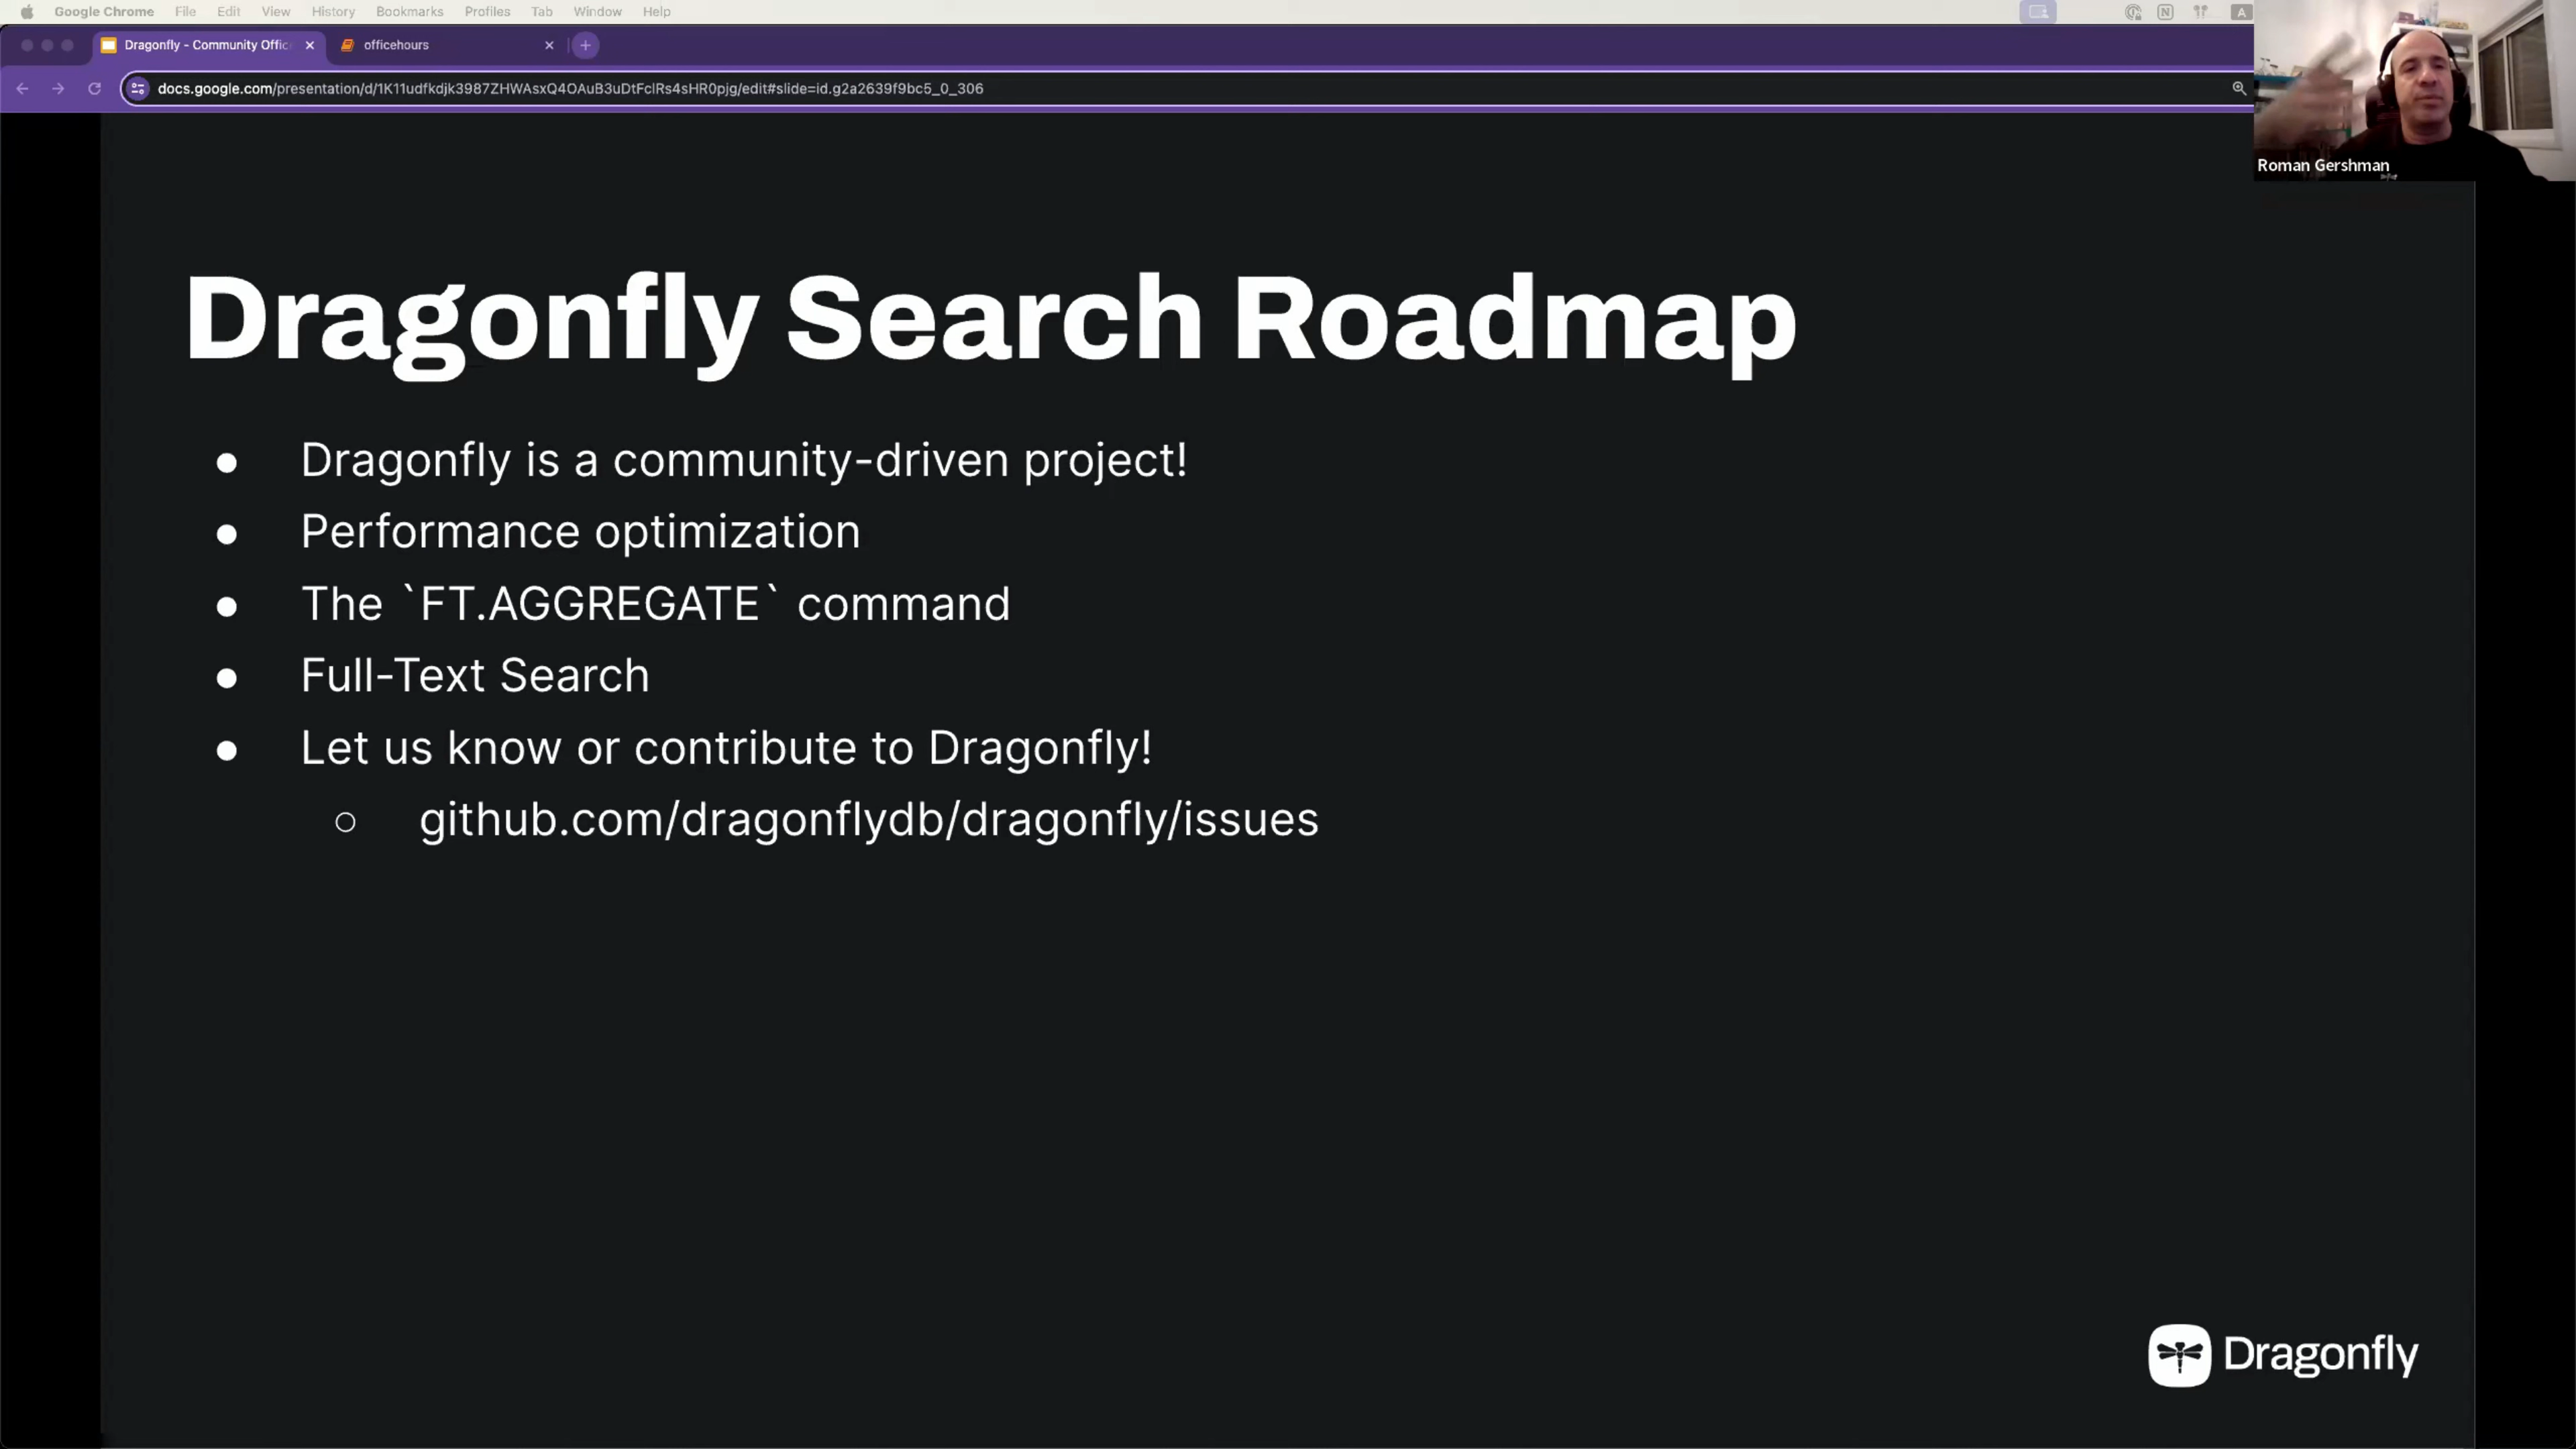 Google Chrome File Edit View History Bookmarks Profiles Tab Window Help
Dragonfly - Community Offic
officehours
docs.google.com/presentation/d/1K11udfkdjk3987ZHWAsxQ4OAuB3uDtFclRs4sHR0pjg/edit#slide=id.g2a2639f9bc5_0_306
Roman Gershman
Dragonfly Search Roadmap
● Dragonfly is a community-driven project!
● Performance optimization
● The `FT.AGGREGATE` command
● Full-Text Search
● Let us know or contribute to Dragonfly!
○ github.com/dragonflydb/dragonfly/issues
Dragonfly